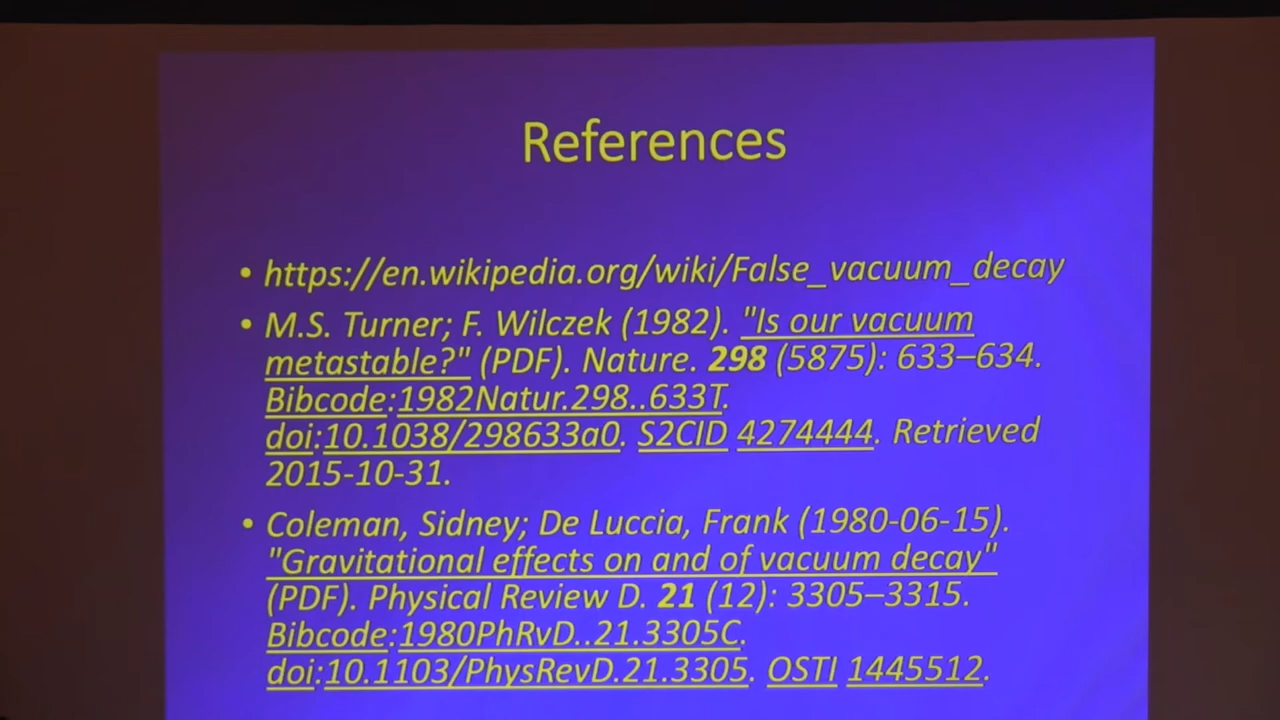 References
• https://en.wikipedia.org/wiki/False_vacuum_decay
• M.S. Turner; F. Wilczek (1982). "Is our vacuum
metastable?" (PDF). Nature. 298 (5875): 633–634.
Bibcode:1982Natur.298..633T.
doi:10.1038/298633a0. S2CID 4274444. Retrieved
2015-10-31.
• Coleman, Sidney; De Luccia, Frank (1980-06-15).
"Gravitational effects on and of vacuum decay"
(PDF). Physical Review D. 21 (12): 3305–3315.
Bibcode:1980PhRvD..21.3305C.
doi:10.1103/PhysRevD.21.3305. OSTI 1445512.